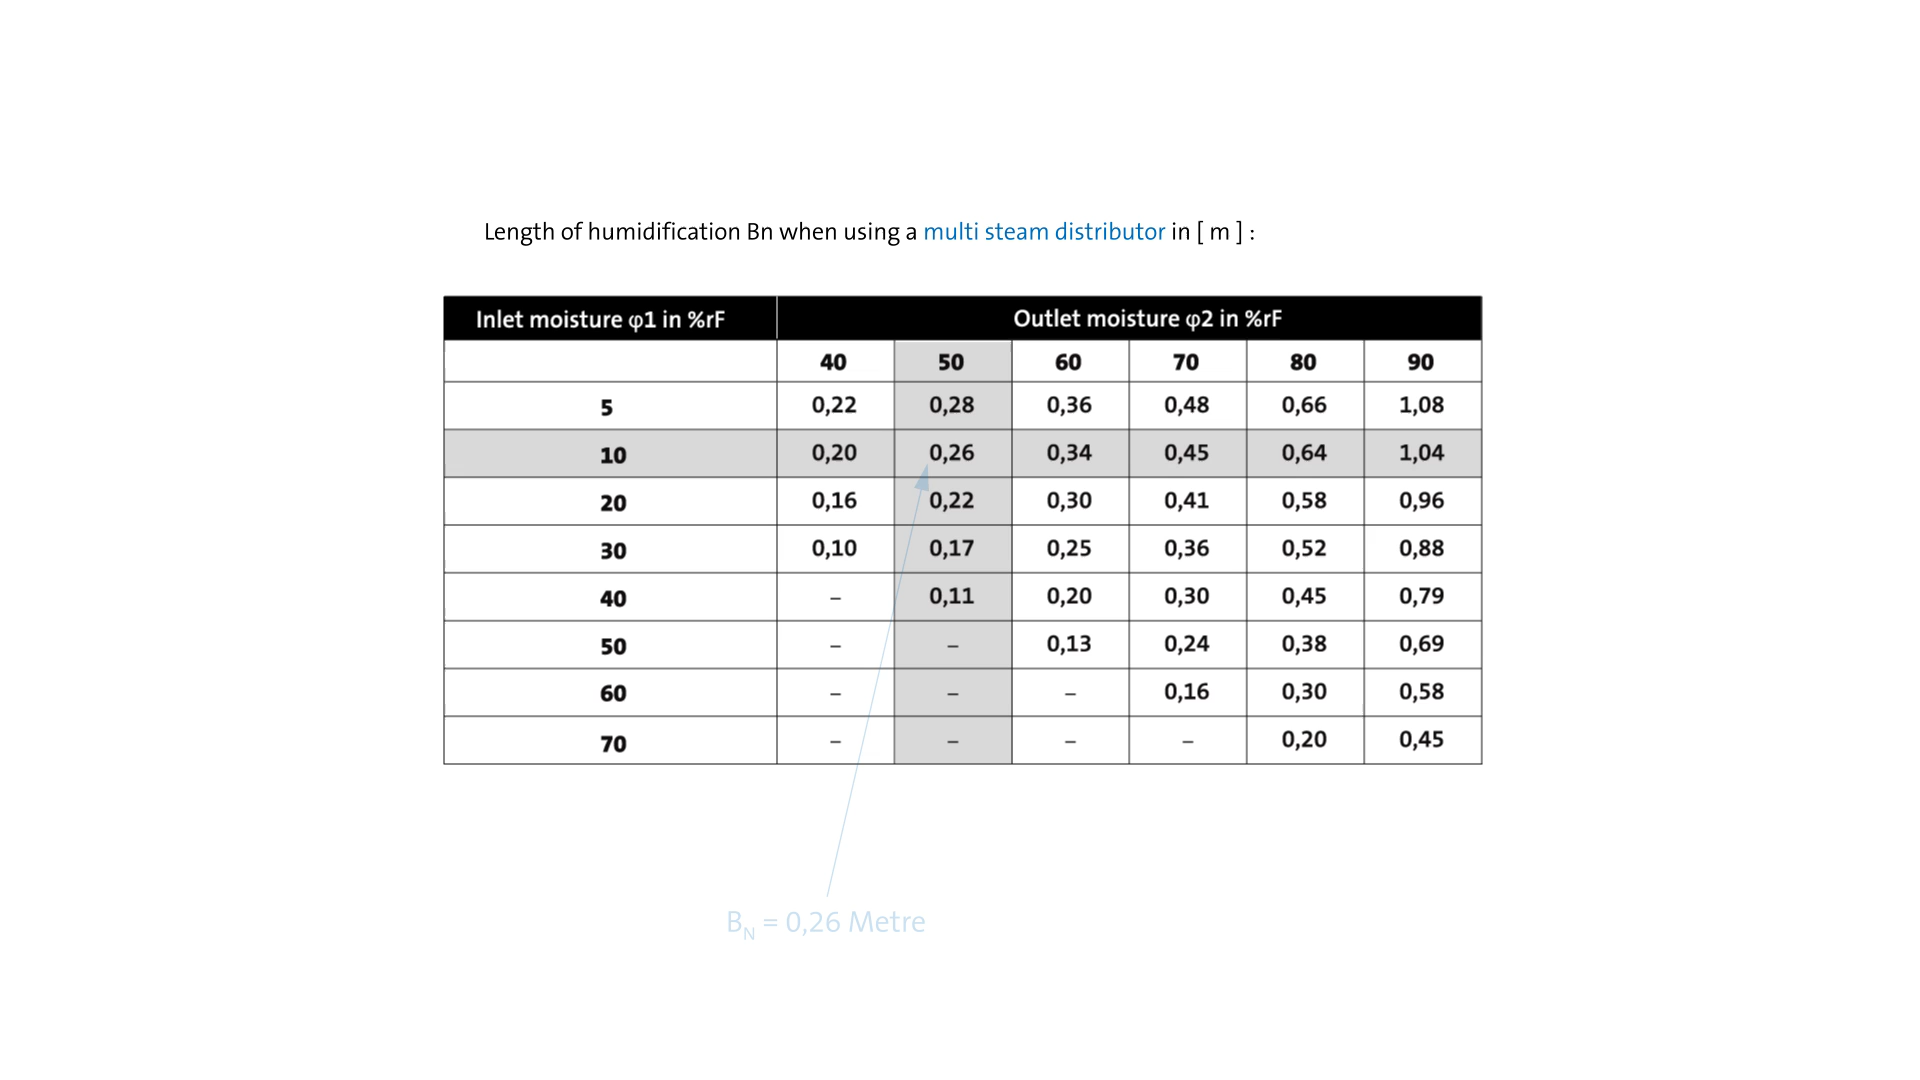 Length of humidification Bn when using a multi steam distributor in [ m ] :
Inlet moisture φ1 in %rF Outlet moisture φ2 in %rF
40 50 60 70 80 90
5 0,22 0,28 0,36 0,48 0,66 1,08
10 0,20 0,26 0,34 0,45 0,64 1,04
20 0,16 0,22 0,30 0,41 0,58 0,96
30 0,10 0,17 0,25 0,36 0,52 0,88
40 – 0,11 0,20 0,30 0,45 0,79
50 – – 0,13 0,24 0,38 0,69
60 – – – 0,16 0,30 0,58
70 – – – – 0,20 0,45
BN = 0,26 Metre